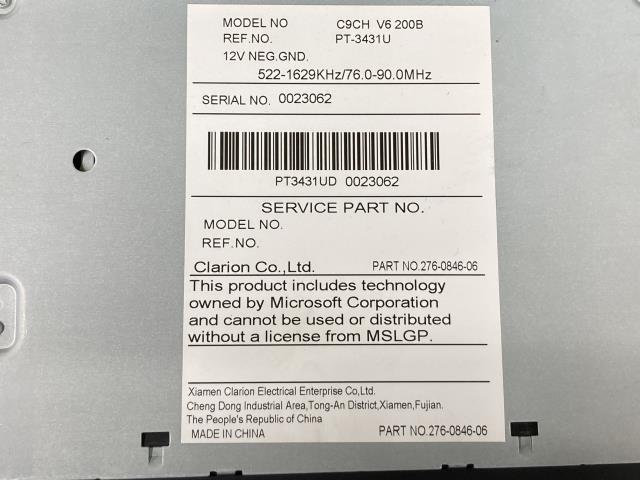 MODEL NO C9CH V6 200B
REF.NO. PT-3431U
12V NEG.GND.
522-1629KHz/76.0-90.0MHz
SERIAL NO. 0023062
PT3431UD 0023062
SERVICE PART NO.
MODEL NO.
REF.NO.
Clarion Co.,Ltd. PART NO.276-0846-06
This product includes technology
owned by Microsoft Corporation
and cannot be used or distributed
without a license from MSLGP.
Xiamen Clarion Electrical Enterprise Co,Ltd.
Cheng Dong Industrial Area,Tong-An District,Xiamen,Fujian.
The People's Republic of China
MADE IN CHINA PART NO.276-0846-06